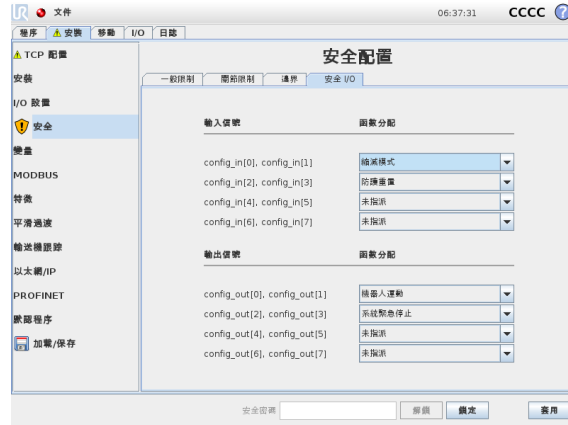 文件
06:37:31
CCCC
程序 安裝 移動 I/O 日誌
TCP 配置
安裝
I/O 設置
安全
變量
MODBUS
特徵
平滑過渡
輸送機跟蹤
以太網/IP
PROFINET
默認程序
加載/保存
安全配置
一般限制 關節限制 邊界 安全 I/O
輸入信號 函數分配
config_in[0], config_in[1] 縮減模式
config_in[2], config_in[3] 防護重置
config_in[4], config_in[5] 未指派
config_in[6], config_in[7] 未指派
輸出信號 函數分配
config_out[0], config_out[1] 機器人運動
config_out[2], config_out[3] 系統緊急停止
config_out[4], config_out[5] 未指派
config_out[6], config_out[7] 未指派
安全密碼 解鎖 鎖定 套用